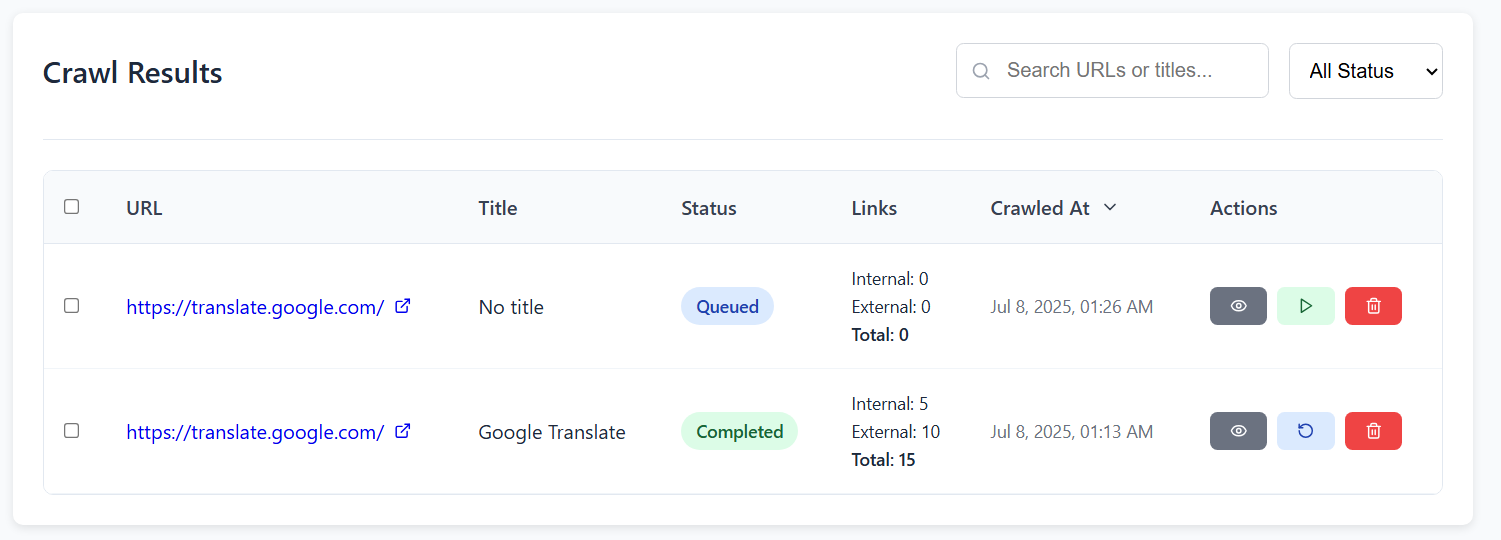 Crawl Results
Search URLs or titles...
All Status
URL Title Status Links Crawled At Actions
https://translate.google.com/ No title Queued
Internal: 0
External: 0
Total: 0
Jul 8, 2025, 01:26 AM
https://translate.google.com/ Google Translate Completed
Internal: 5
External: 10
Total: 15
Jul 8, 2025, 01:13 AM